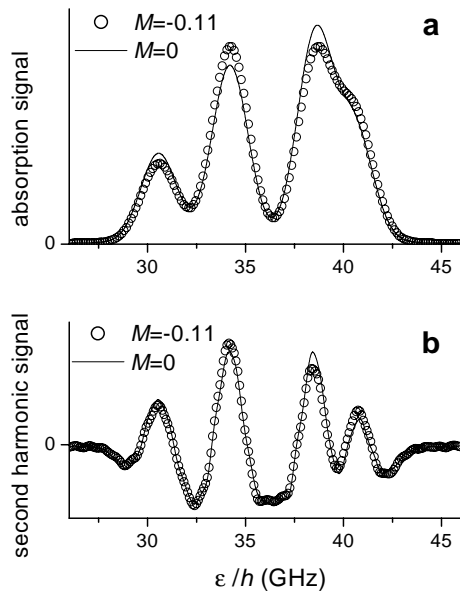 M=-0.11
M=0
a
absorption signal
0
30 35 40 45
M=-0.11
M=0
b
second harmonic signal
0
30 35 40 45
ε/h (GHz)